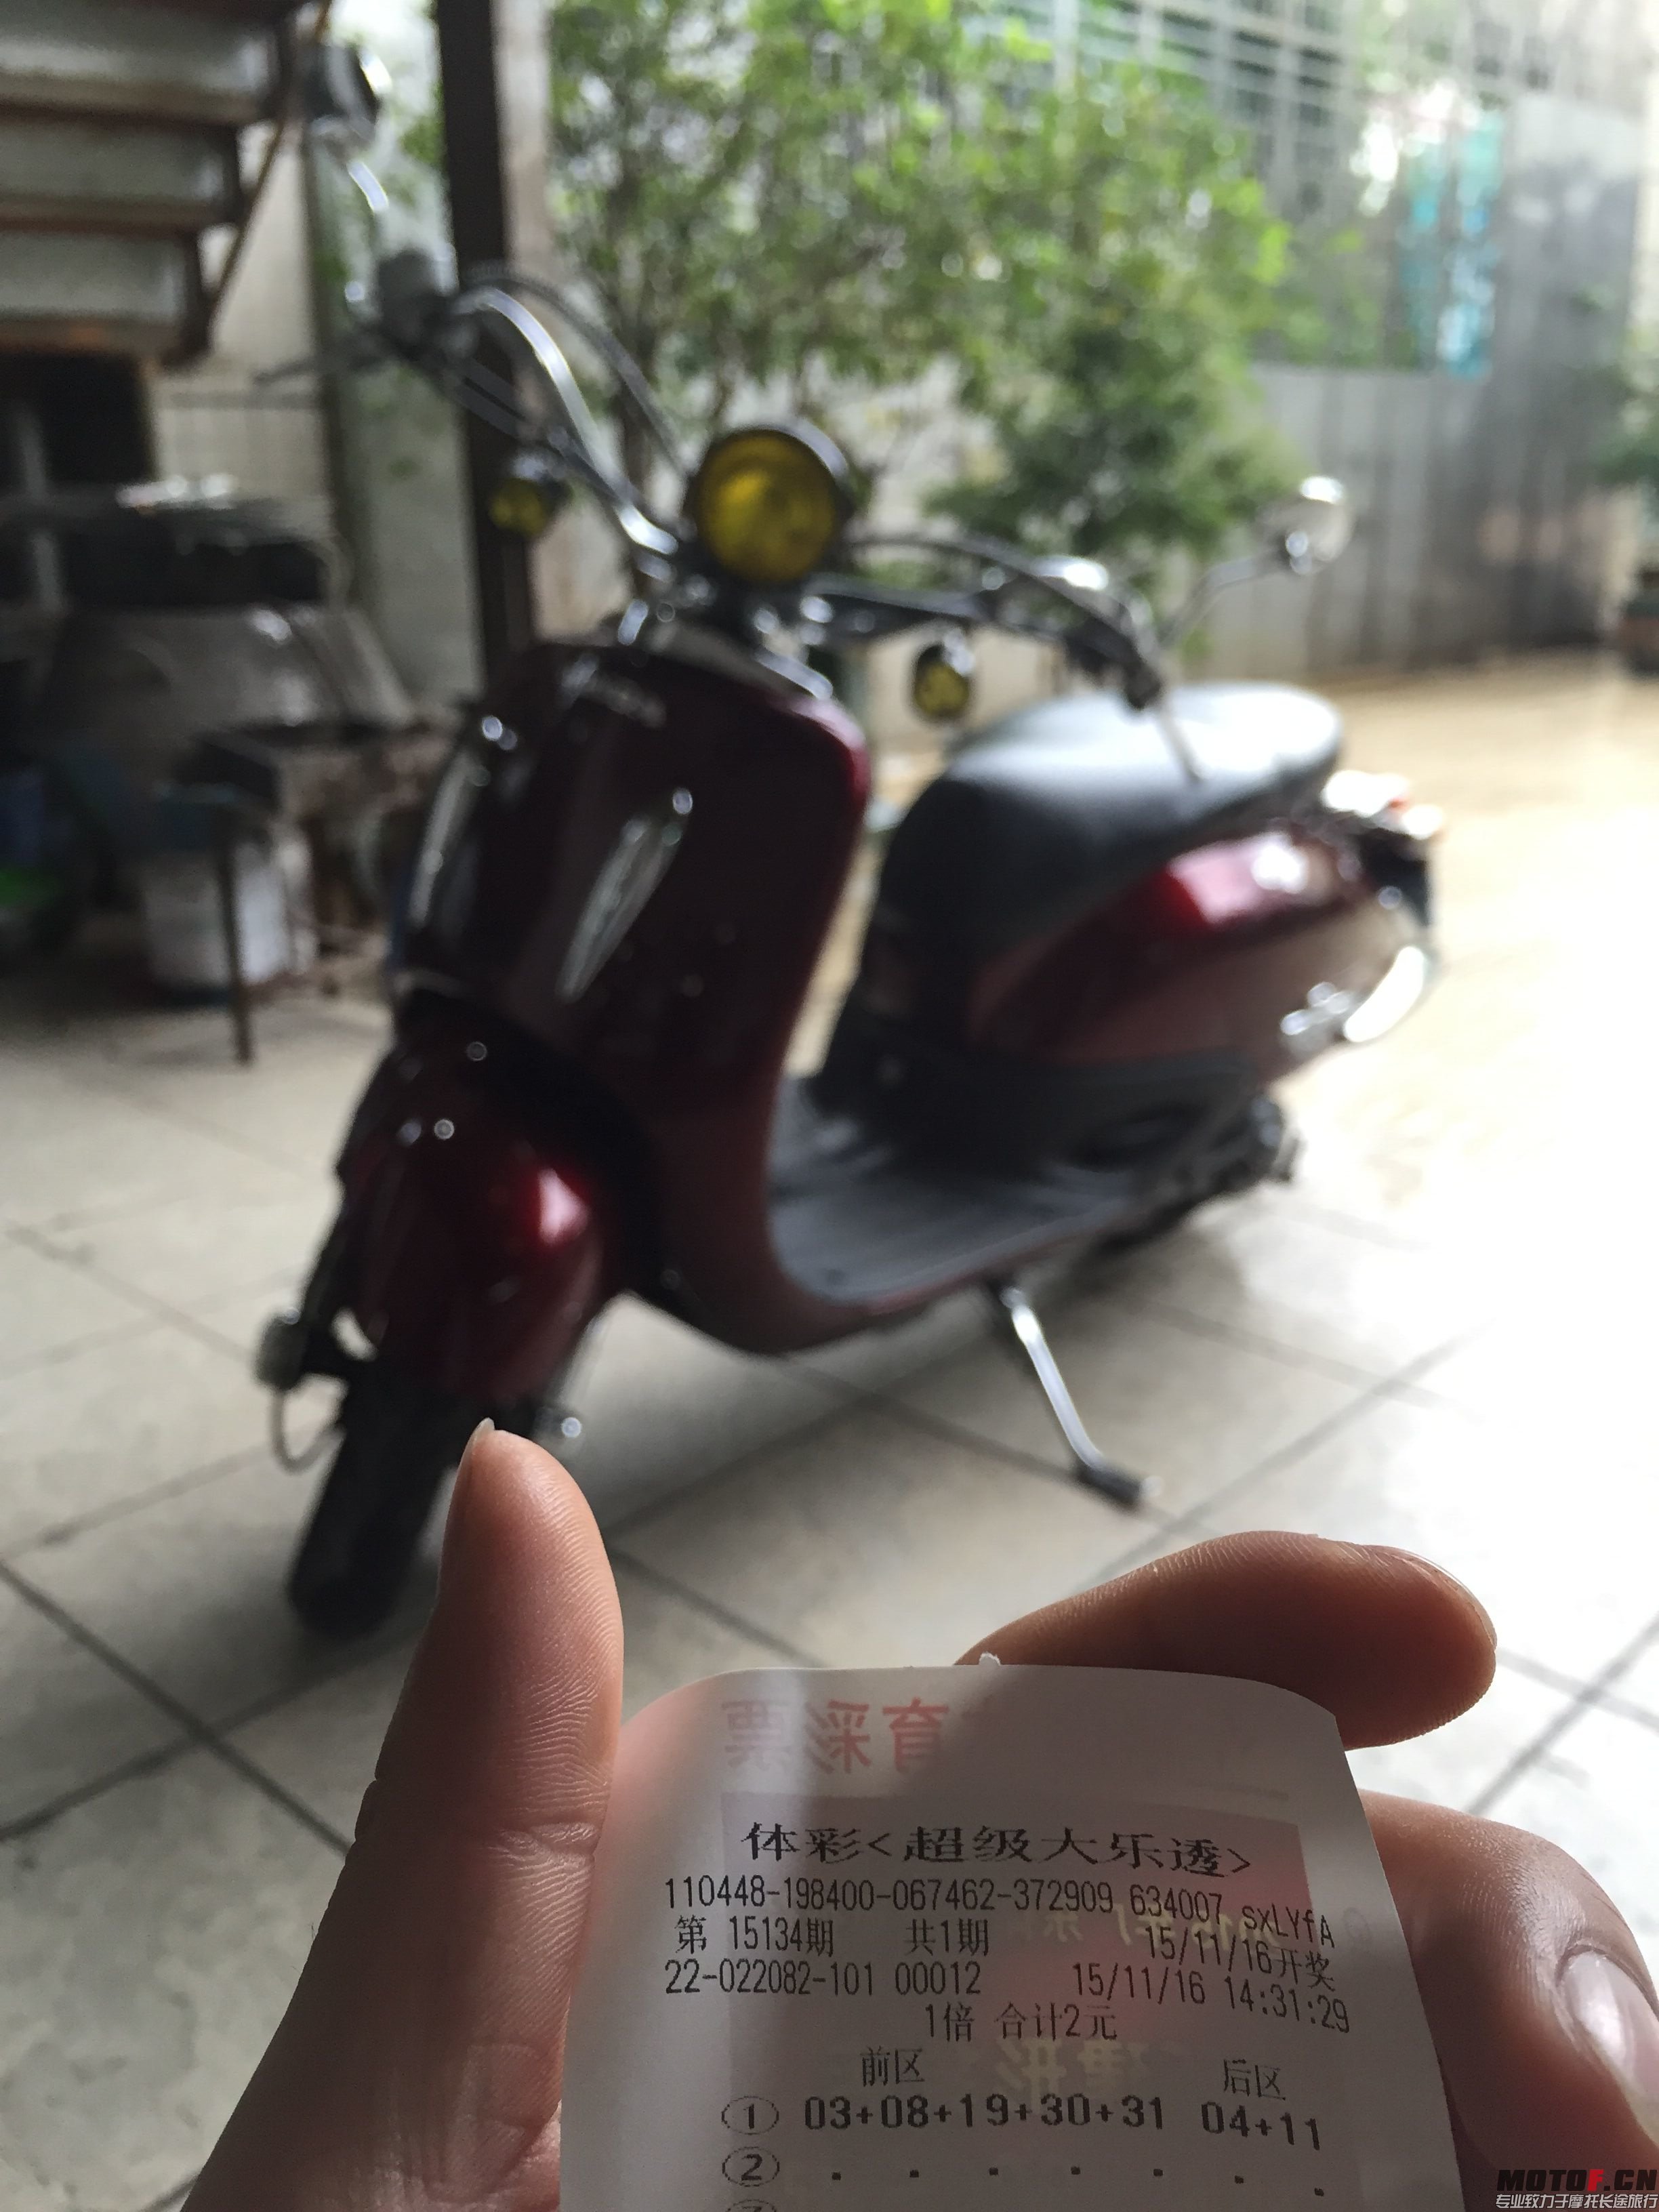 育彩票
体彩<超级大乐透>
110448-198400-067462-372909 634007 sxLYfA
第 15134期 共1期 15/11/16开奖
22-022082-101 00012 15/11/16 14:31:29
1倍 合计2元
前区 后区
① 03+08+19+30+31 04+11
②
MOTOF.CN
专业致力于摩托长途旅行